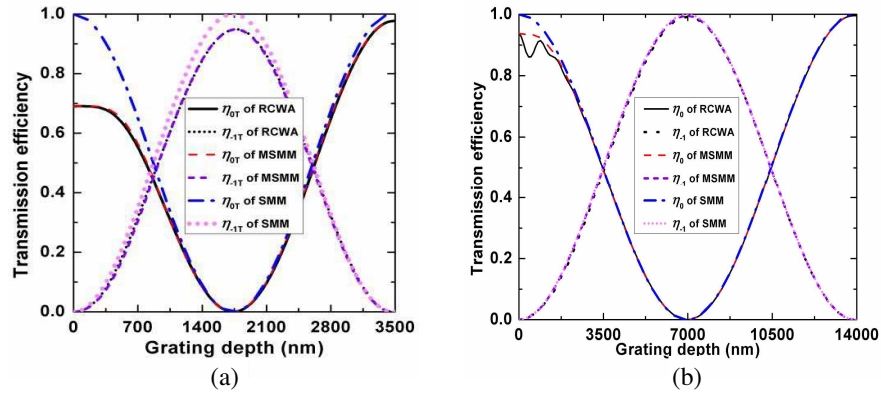 1.0
0.8
0.6
0.4
0.2
0.0
Transmission efficiency
η0T of RCWA
η-1T of RCWA
η0T of MSMM
η-1T of MSMM
η0T of SMM
η-1T of SMM
0 700 1400 2100 2800 3500
Grating depth (nm)
(a)
1.0
0.8
0.6
0.4
0.2
0.0
Transmission efficiency
η0 of RCWA
η-1 of RCWA
η0 of MSMM
η-1 of MSMM
η0 of SMM
η-1 of SMM
0 3500 7000 10500 14000
Grating depth (nm)
(b)